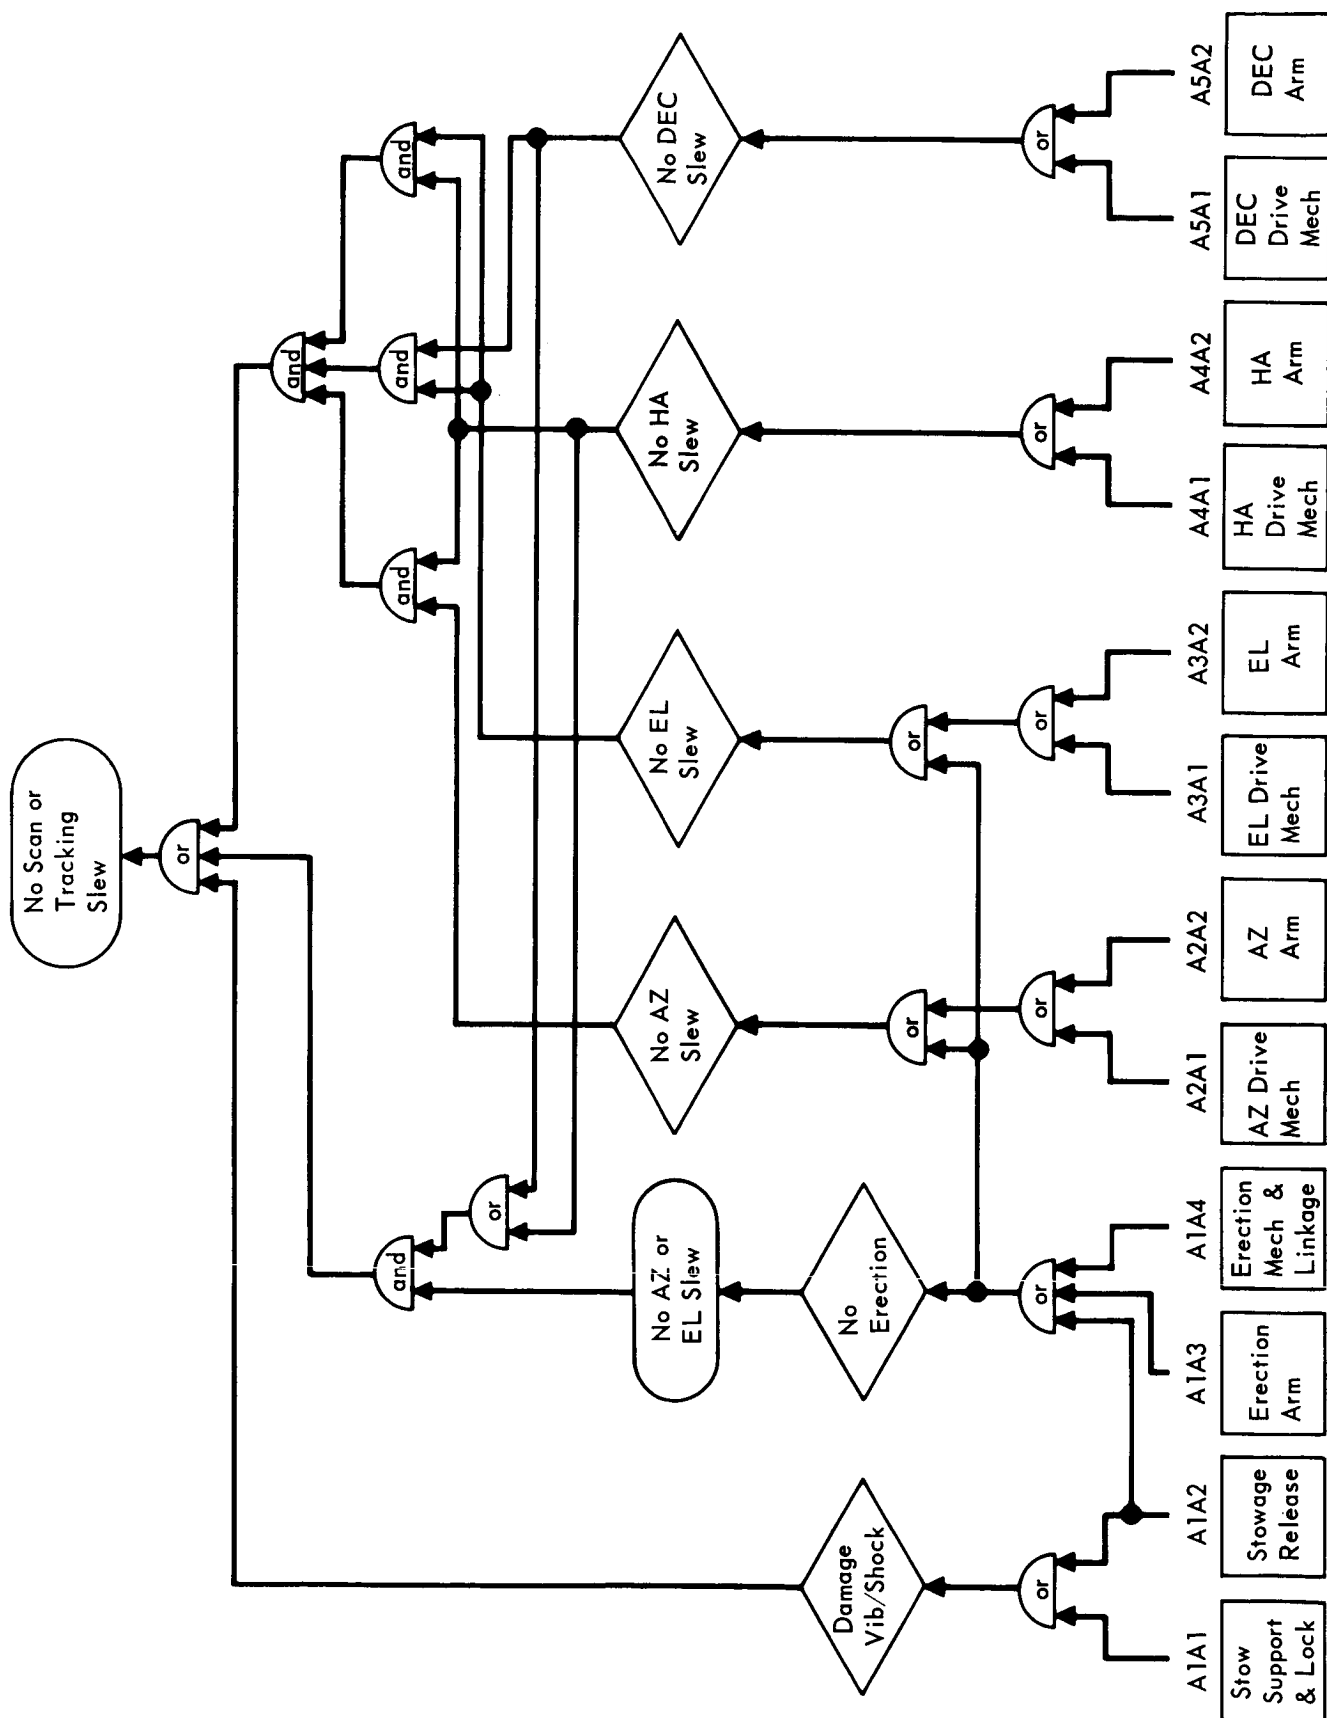 No Scan or
Tracking
Slew
or
and
and
and
and
and
or
No AZ or
EL Slew
No AZ
Slew
No EL
Slew
No HA
Slew
No DEC
Slew
Damage
Vib/Shock
No
Erection
or
or
or
or
or
or
or
or
A1A1
A1A2
A1A3
A1A4
A2A1
A2A2
A3A1
A3A2
A4A1
A4A2
A5A1
A5A2
Stow
Support
& Lock
Stowage
Release
Erection
Arm
Erection
Mech &
Linkage
AZ Drive
Mech
AZ
Arm
EL Drive
Mech
EL
Arm
HA
Drive
Mech
HA
Arm
DEC
Drive
Mech
DEC
Arm